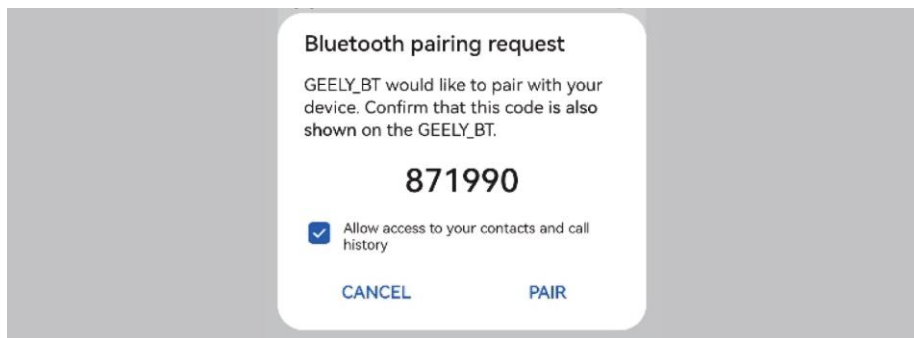 Bluetooth pairing request
GEELY_BT would like to pair with your
device. Confirm that this code is also
shown on the GEELY_BT.
871990
Allow access to your contacts and call
history
CANCEL PAIR